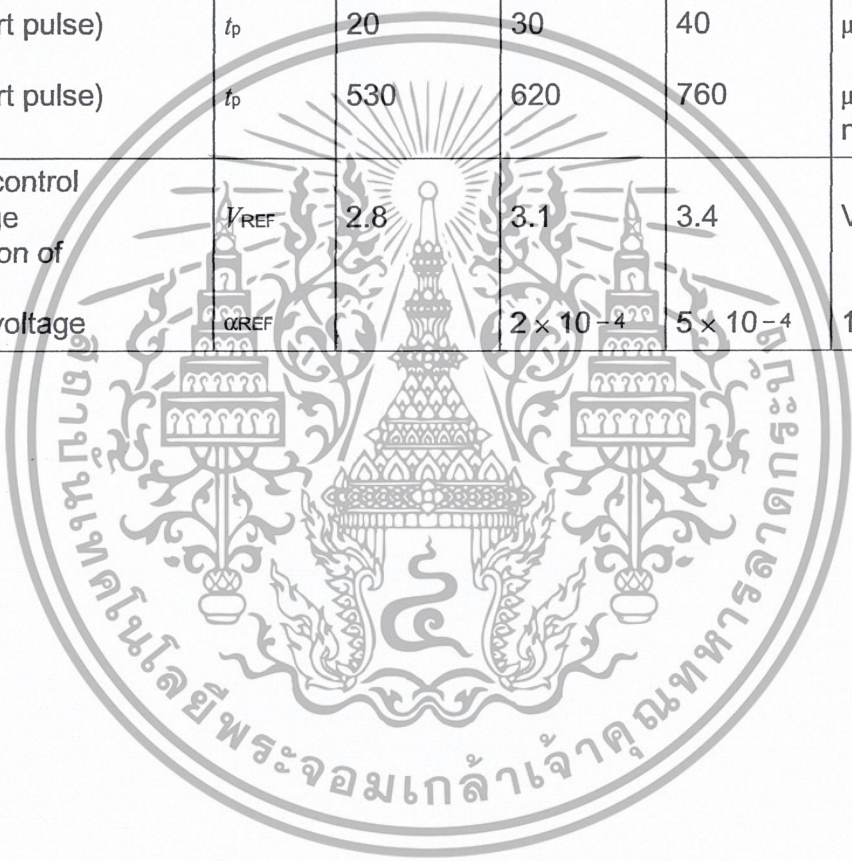 rt pulse) tp 20 30 40 μ
rt pulse) tp 530 620 760 μ
n
control
ge VREF 2.8 3.1 3.4 V
on of
voltage αREF 2 × 10 – 4 5 × 10 – 4 1
สถาบันเทคโนโลยีพระจอมเกล้าเจ้าคุณทหารลาดกระบัง